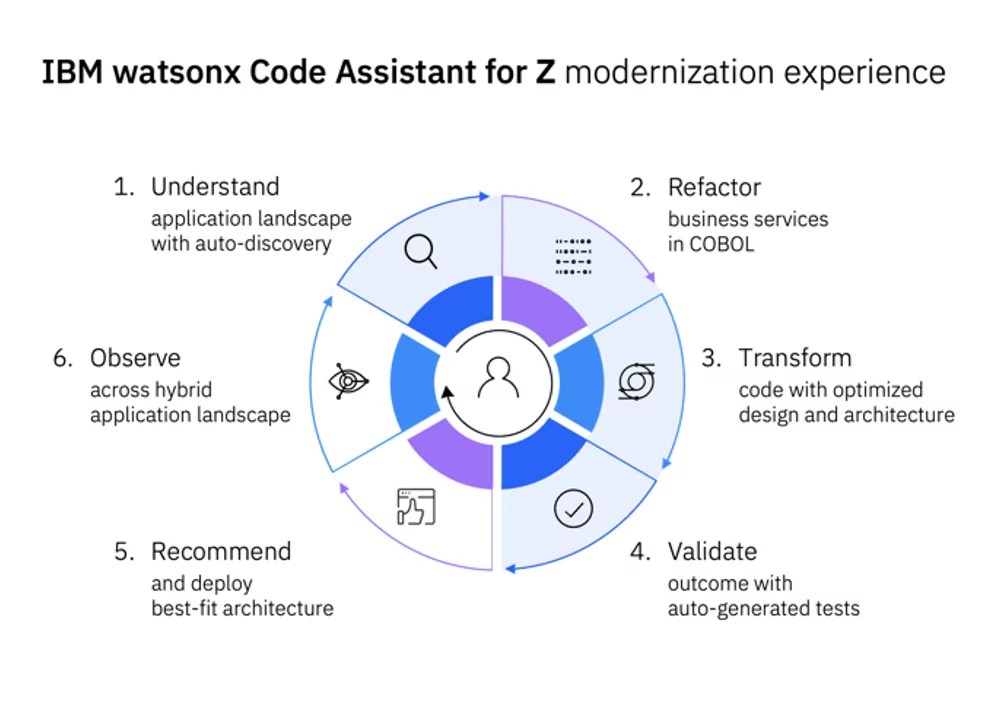 IBM watsonx Code Assistant for Z modernization experience
1. Understand
application landscape
with auto-discovery
2. Refactor
business services
in COBOL
3. Transform
code with optimized
design and architecture
4. Validate
outcome with
auto-generated tests
5. Recommend
and deploy
best-fit architecture
6. Observe
across hybrid
application landscape